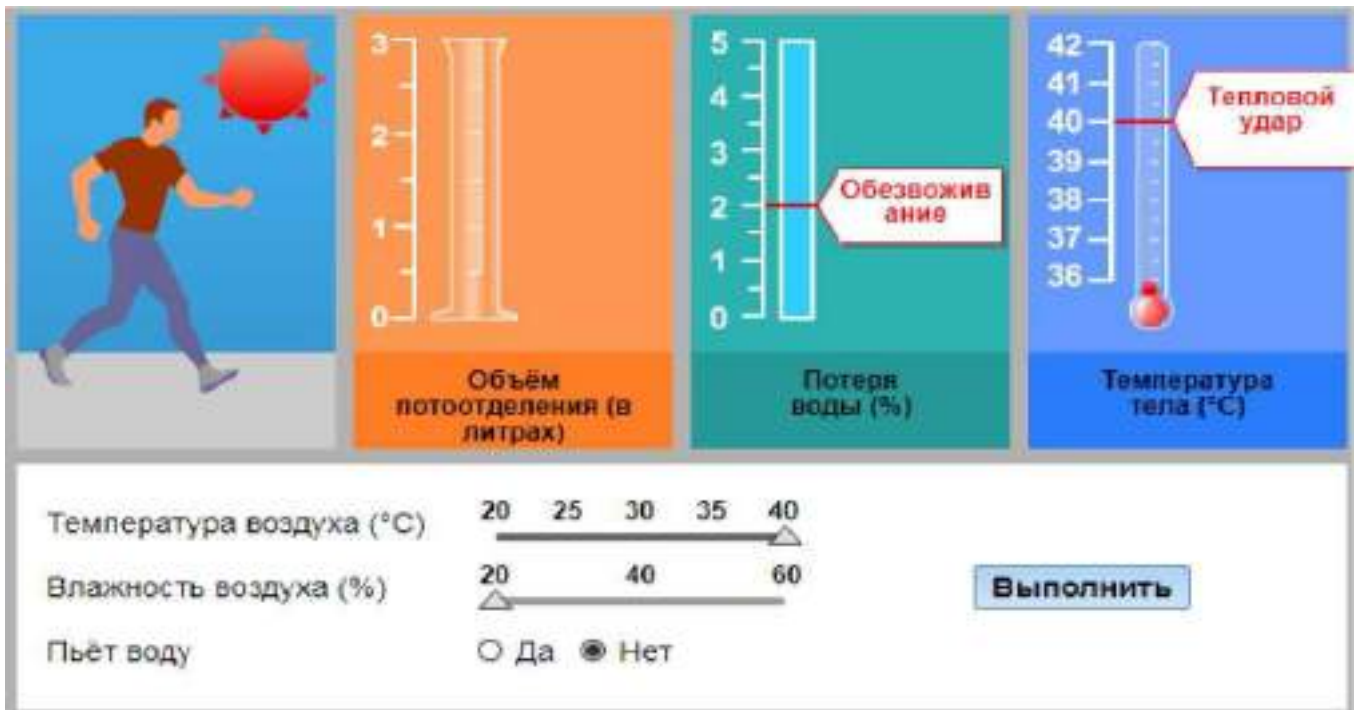 3
2
1
0
Объём
потоотделения (в
литрах)
5
4
3
2
1
0
Обезвожив
ание
Потеря
воды (%)
42
41
40
39
38
37
36
Тепловой
удар
Температура
тела (°C)
Температура воздуха (°C)
20 25 30 35 40
Влажность воздуха (%)
20 40 60
Выполнить
Пьёт воду
Да Нет